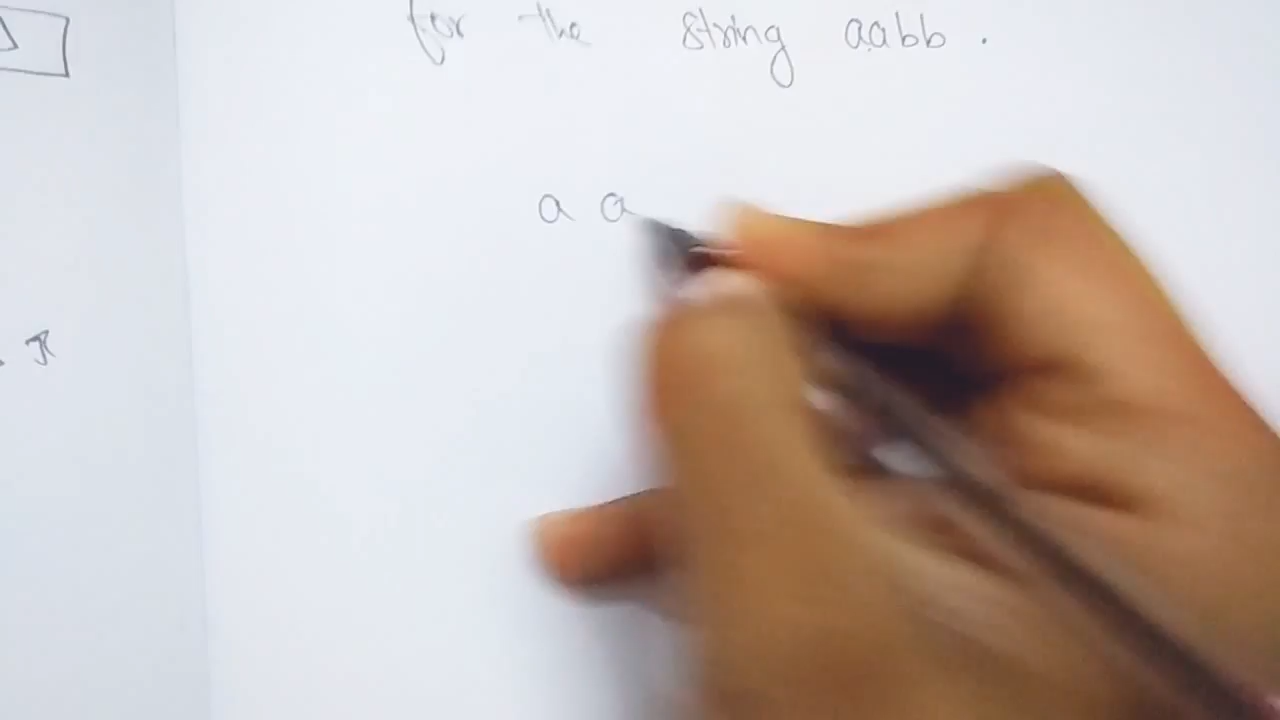 for the string aabb.
a a